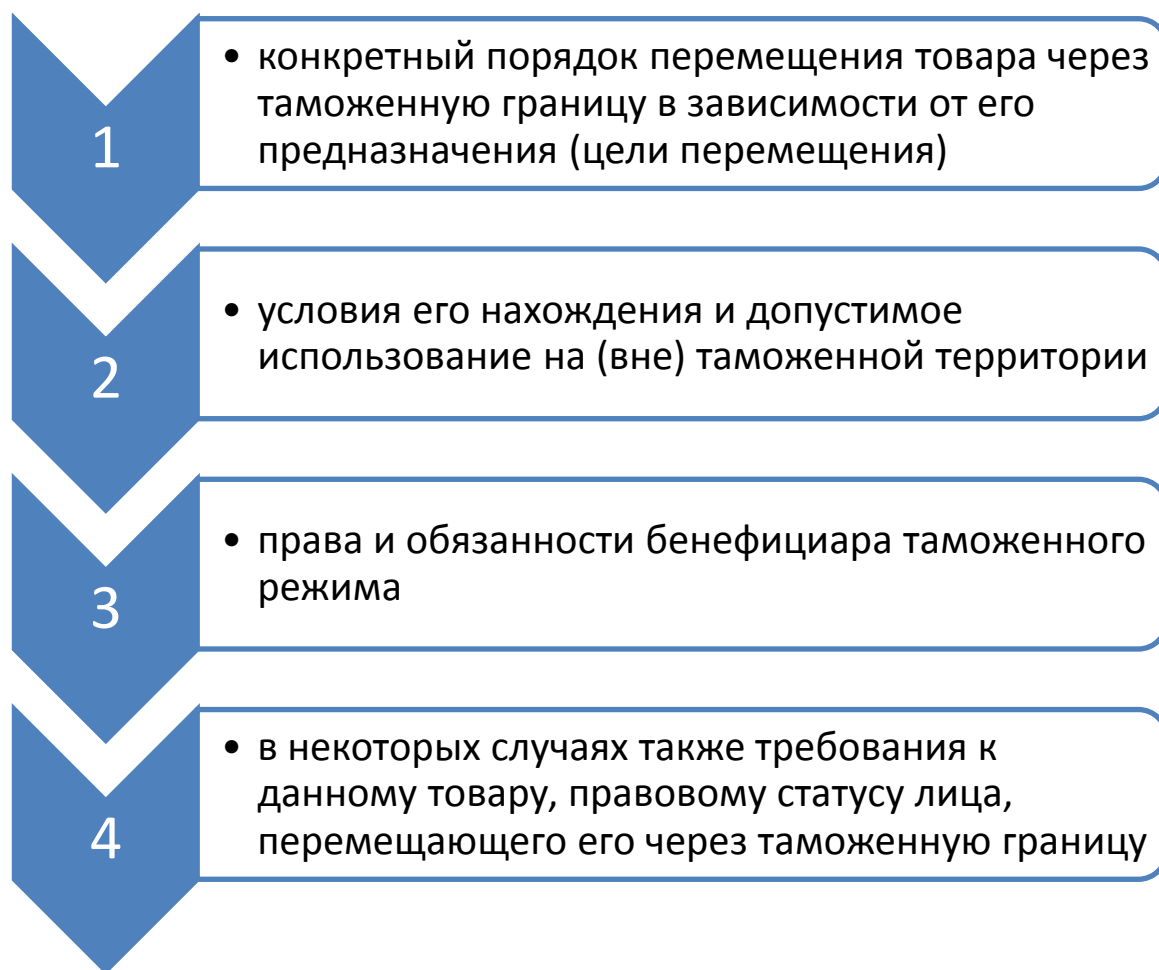 1
• конкретный порядок перемещения товара через
таможенную границу в зависимости от его
предназначения (цели перемещения)
2
• условия его нахождения и допустимое
использование на (вне) таможенной территории
3
• права и обязанности бенефициара таможенного
режима
4
• в некоторых случаях также требования к
данному товару, правовому статусу лица,
перемещающего его через таможенную границу